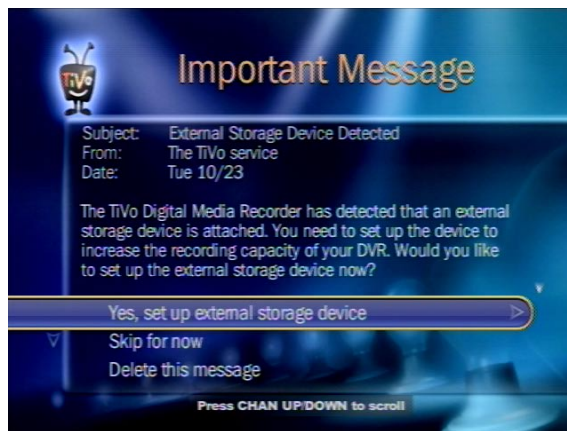 TiVo
Important Message
Subject: External Storage Device Detected
From: The TiVo service
Date: Tue 10/23
The TiVo Digital Media Recorder has detected that an external
storage device is attached. You need to set up the device to
increase the recording capacity of your DVR. Would you like
to set up the external storage device now?
Yes, set up external storage device
Skip for now
Delete this message
Press CHAN UP/DOWN to scroll